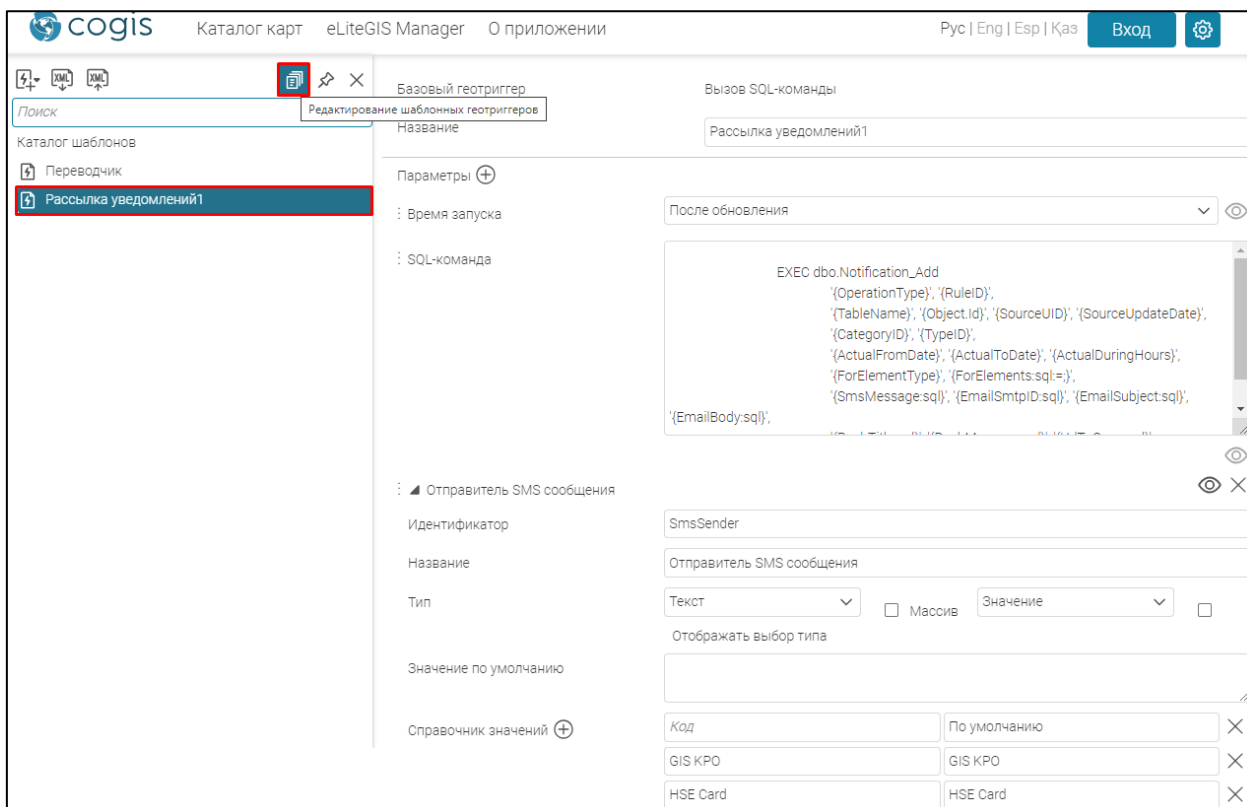 cogis Каталог карт eLiteGIS Manager О приложении Рус | Eng | Esp | Қаз Вход
XML XML
Редактирование шаблонных геотриггеров
Поиск
Каталог шаблонов
Переводчик
Рассылка уведомлений1
Базовый геотриггер Вызов SQL-команды
Название Рассылка уведомлений1
Параметры
Время запуска После обновления
SQL-команда
EXEC dbo.Notification_Add
'{OperationType}', '{RuleID}',
'{TableName}', '{Object.Id}', '{SourceUID}', '{SourceUpdateDate}',
'{CategoryID}', '{TypeID}',
'{ActualFromDate}', '{ActualToDate}', '{ActualDuringHours}',
'{ForElementType}', '{ForElements:sql:=;}',
'{SmsMessage:sql}', '{EmailSmtpID:sql}', '{EmailSubject:sql}',
'{EmailBody:sql}',
Отправитель SMS сообщения
Идентификатор SmsSender
Название Отправитель SMS сообщения
Тип Текст Массив Значение
Отображать выбор типа
Значение по умолчанию
Справочник значений Код По умолчанию
GIS KPO GIS KPO
HSE Card HSE Card